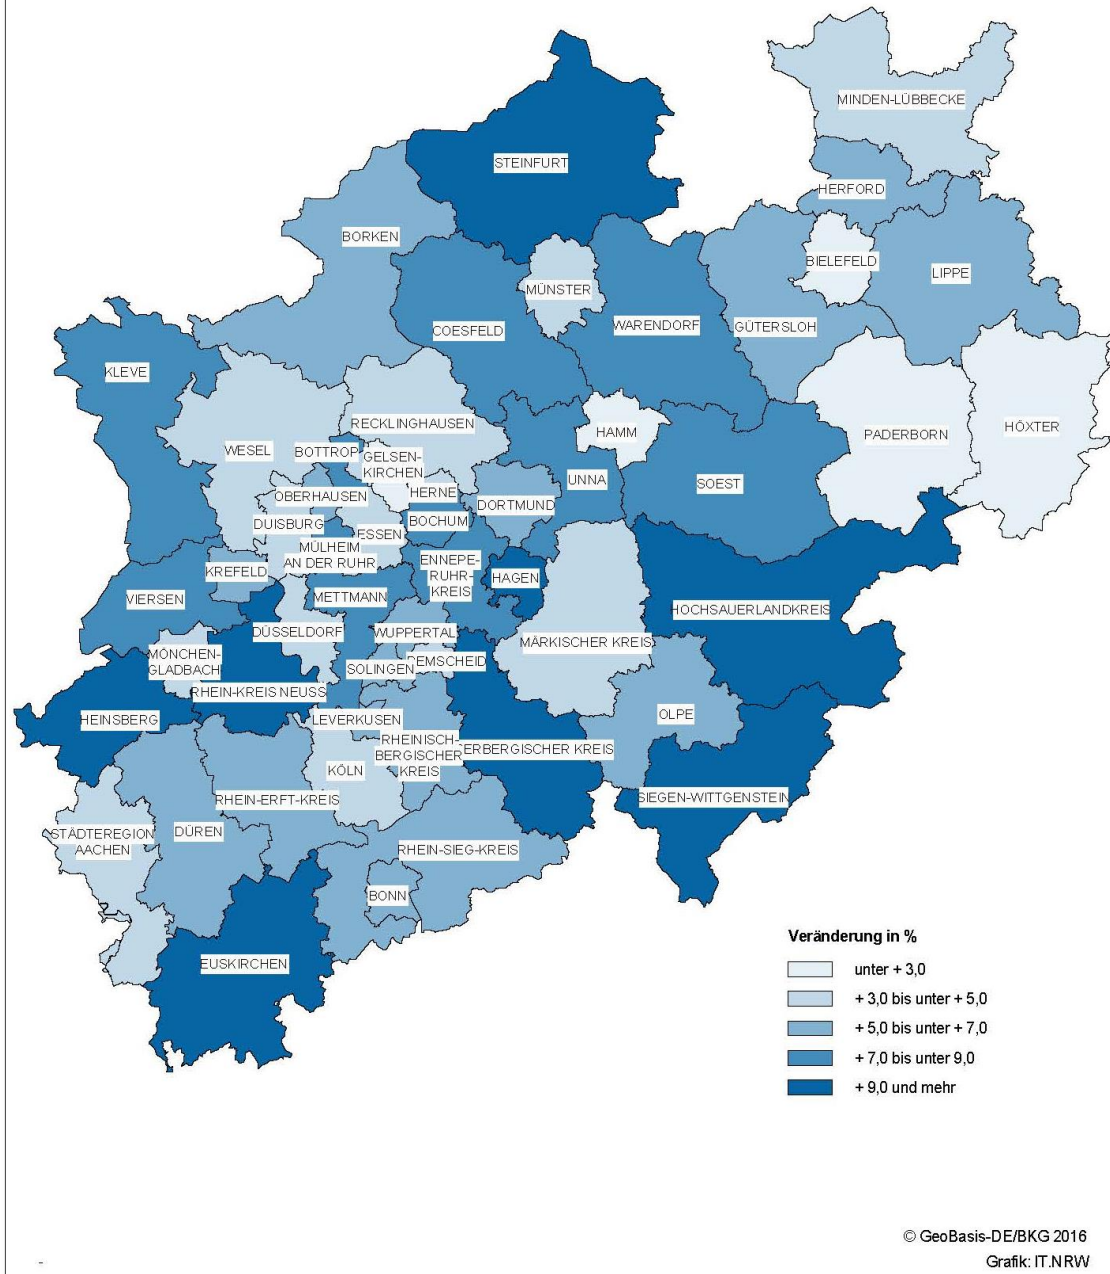 MINDEN-LÜBBECKE
STEINFURT
HERFORD
BORKEN
BIELEFELD
LIPPE
MÜNSTER
COESFELD
WARENDORF
GÜTERSLOH
KLEVE
RECKLINGHAUSEN
HAMM
PADERBORN
HÖXTER
WESEL
BOTTROP
GELSEN-
KIRCHEN
UNNA
SOEST
OBERHAUSEN
HERNE
DORTMUND
DUISBURG
BOCHUM
ESSEN
MÜLHEIM
AN DER RUHR
KREFELD
ENNEPE-
RUHR-
KREIS
HAGEN
VIERSEN
METTMANN
HOCHSAUERLANDKREIS
DÜSSELDORF
WUPPERTAL
MÄRKISCHER KREIS
MÖNCHEN-
GLADBACH
SOLINGEN
REMSCHEID
RHEIN-KREIS NEUSS
HEINSBERG
LEVERKUSEN
OLPE
RHEINISCH-
BERGISCHER
KREIS
ERBERGISCHER KREIS
KÖLN
RHEIN-ERFT-KREIS
SIEGEN-WITTGENSTEIN
STÄDTEREGION
AACHEN
DÜREN
RHEIN-SIEG-KREIS
BONN
EUSKIRCHEN
Veränderung in %
unter + 3,0
+ 3,0 bis unter + 5,0
+ 5,0 bis unter + 7,0
+ 7,0 bis unter 9,0
+ 9,0 und mehr
© GeoBasis-DE/BKG 2016
Grafik: IT.NRW